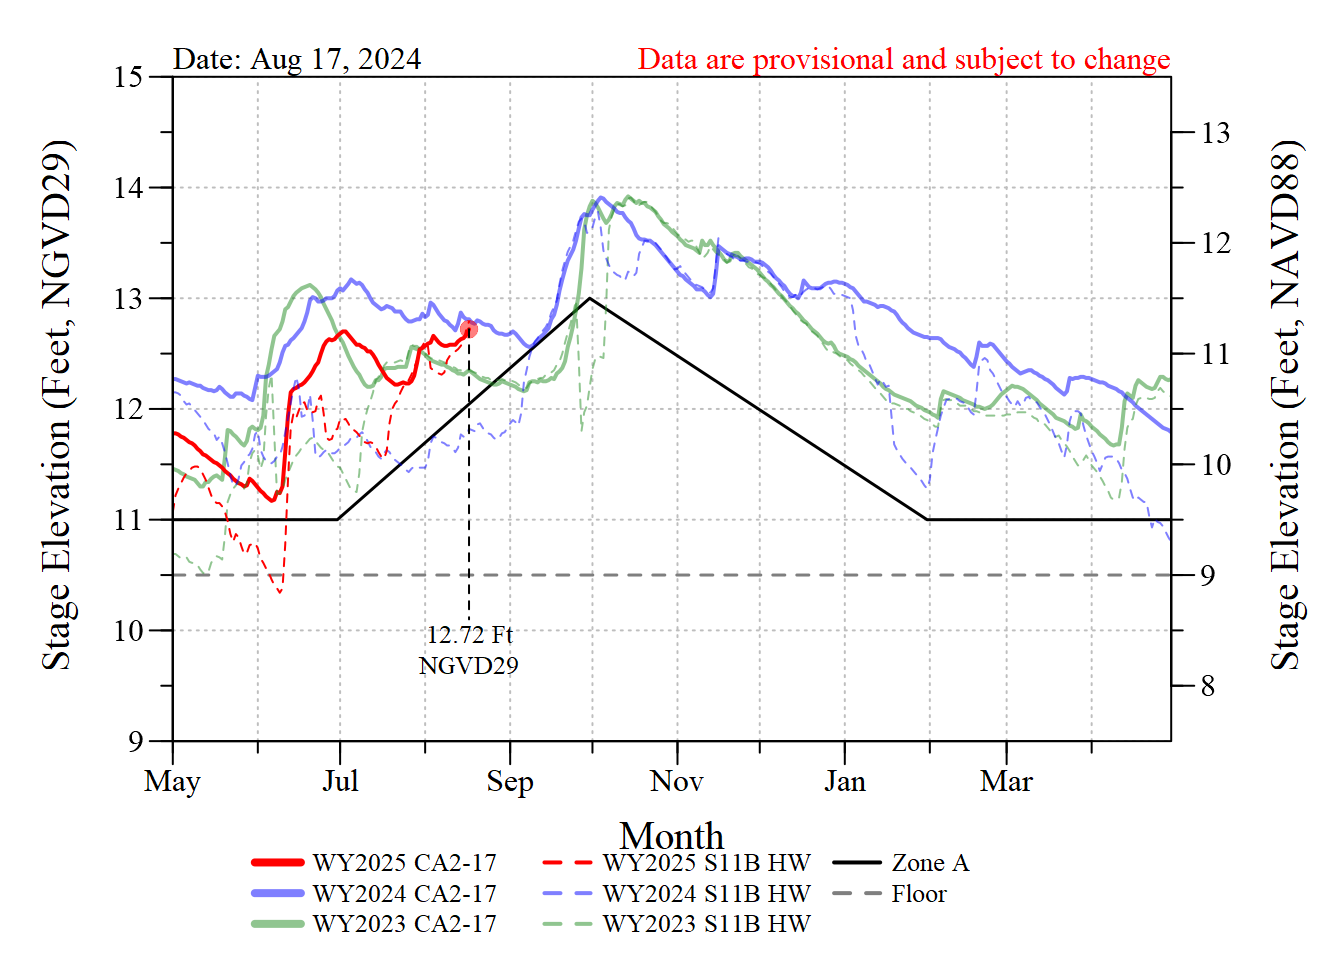 Date: Aug 17, 2024
Data are provisional and subject to change
Stage Elevation (Feet, NGVD29)
15
14
13
12
11
10
9
13
12
11
10
9
8
Stage Elevation (Feet, NAVD88)
12.72 Ft
NGVD29
May Jul Sep Nov Jan Mar
Month
WY2025 CA2-17 WY2025 S11B HW Zone A
WY2024 CA2-17 WY2024 S11B HW Floor
WY2023 CA2-17 WY2023 S11B HW